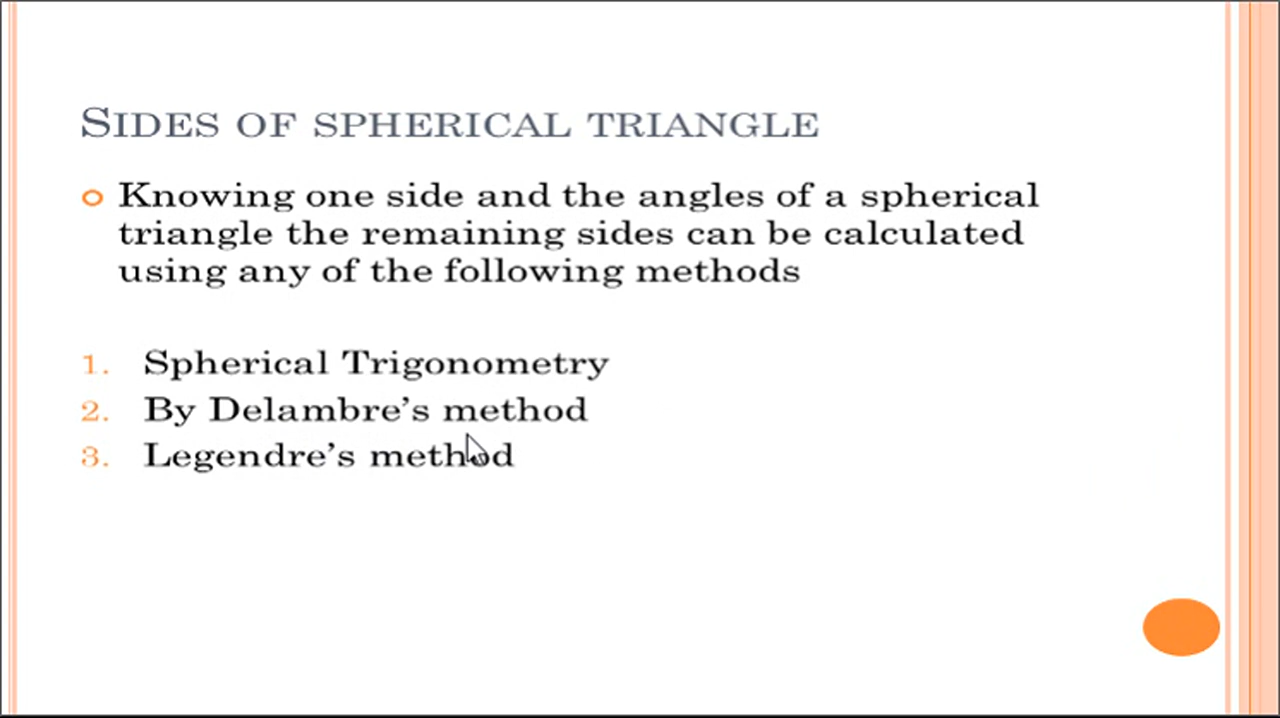 Sides of spherical triangle
Knowing one side and the angles of a spherical
triangle the remaining sides can be calculated
using any of the following methods
1. Spherical Trigonometry
2. By Delambre's method
3. Legendre's method